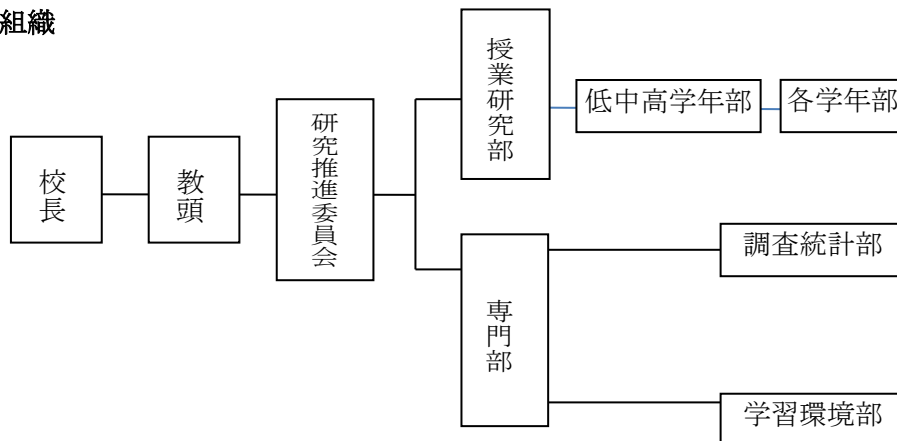 組織
校長
教頭
研究推進委員会
授業研究部
低中高学年部
各学年部
専門部
調査統計部
学習環境部